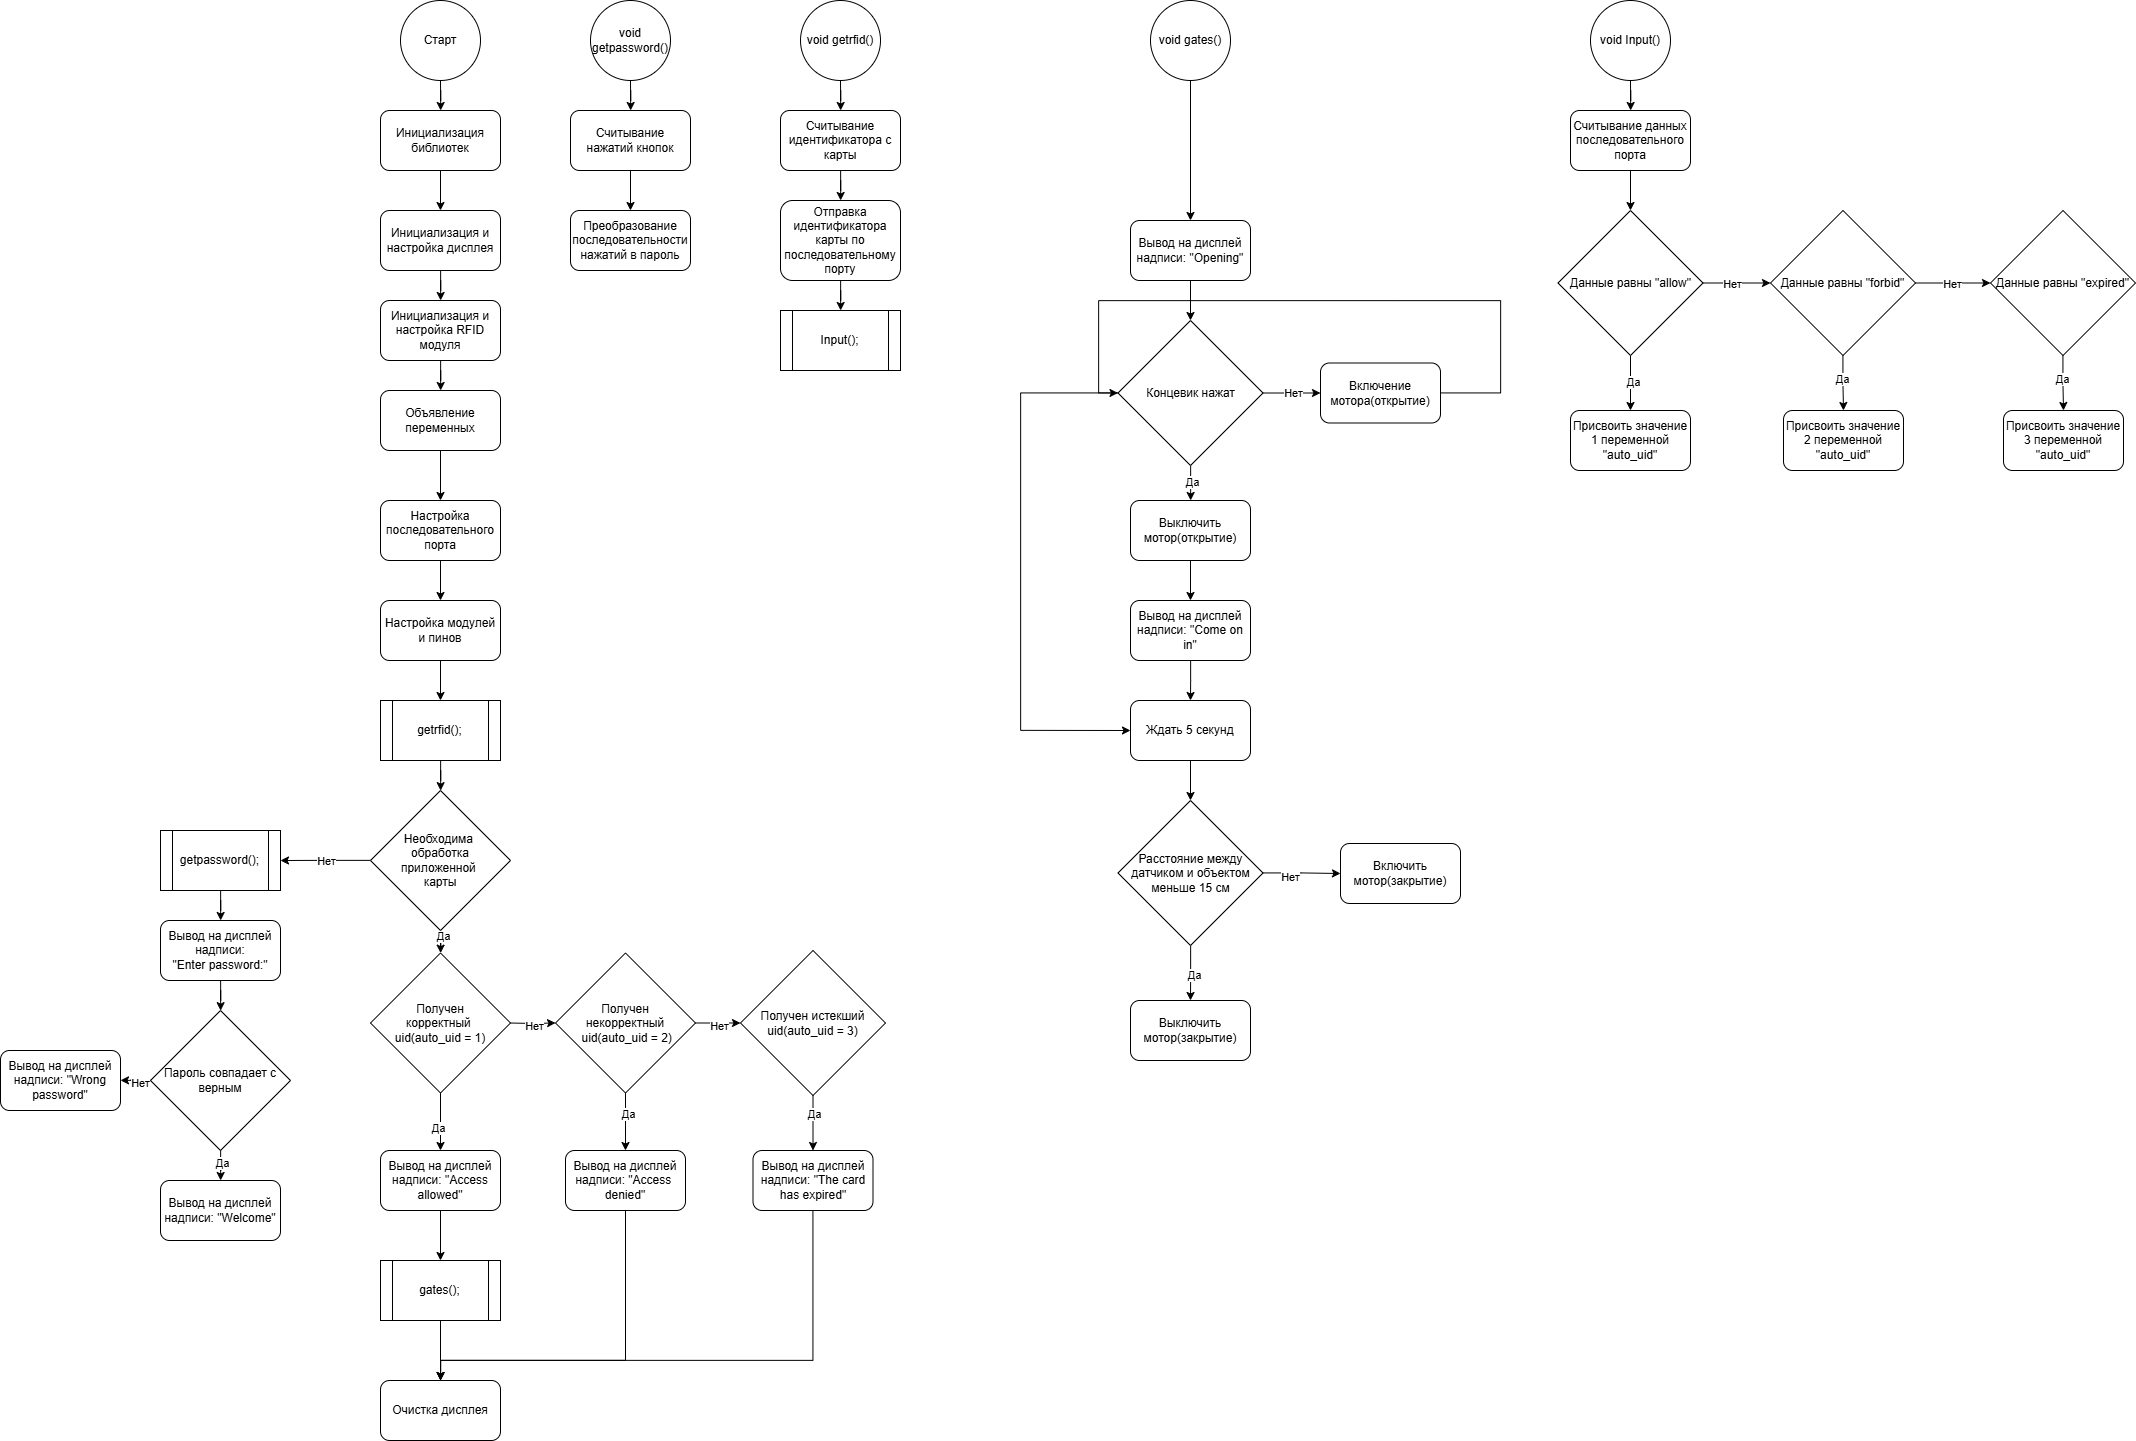 Старт
Инициализация
библиотек
Инициализация и
настройка дисплея
Инициализация и
настройка RFID
модуля
Объявление
переменных
Настройка
последовательного
порта
Настройка модулей
и пинов
getrfid();
Необходима
обработка
приложенной
карты
Нет
getpassword();
Вывод на дисплей
надписи:
"Enter password:"
Пароль совпадает с
верным
Нет
Вывод на дисплей
надписи: "Wrong
password"
Да
Вывод на дисплей
надписи: "Welcome"
Да
Получен
корректный
uid(auto_uid = 1)
Нет
Получен
некорректный
uid(auto_uid = 2)
Нет
Получен истекший
uid(auto_uid = 3)
Да
Да
Да
Вывод на дисплей
надписи: "Access
allowed"
Вывод на дисплей
надписи: "Access
denied"
Вывод на дисплей
надписи: "The card
has expired"
gates();
Очистка дисплея
void
getpassword()
Считывание
нажатий кнопок
Преобразование
последовательности
нажатий в пароль
void getrfid()
Считывание
идентификатора с
карты
Отправка
идентификатора
карты по
последовательному
порту
Input();
void gates()
Вывод на дисплей
надписи: "Opening"
Концевик нажат
Нет
Включение
мотора(открытие)
Да
Выключить
мотор(открытие)
Вывод на дисплей
надписи: "Come on
in"
Ждать 5 секунд
Расстояние между
датчиком и объектом
меньше 15 см
Нет
Включить
мотор(закрытие)
Да
Выключить
мотор(закрытие)
void Input()
Считывание данных
последовательного
порта
Данные равны "allow"
Нет
Данные равны "forbid"
Нет
Данные равны "expired"
Да
Да
Да
Присвоить значение
1 переменной
"auto_uid"
Присвоить значение
2 переменной
"auto_uid"
Присвоить значение
3 переменной
"auto_uid"